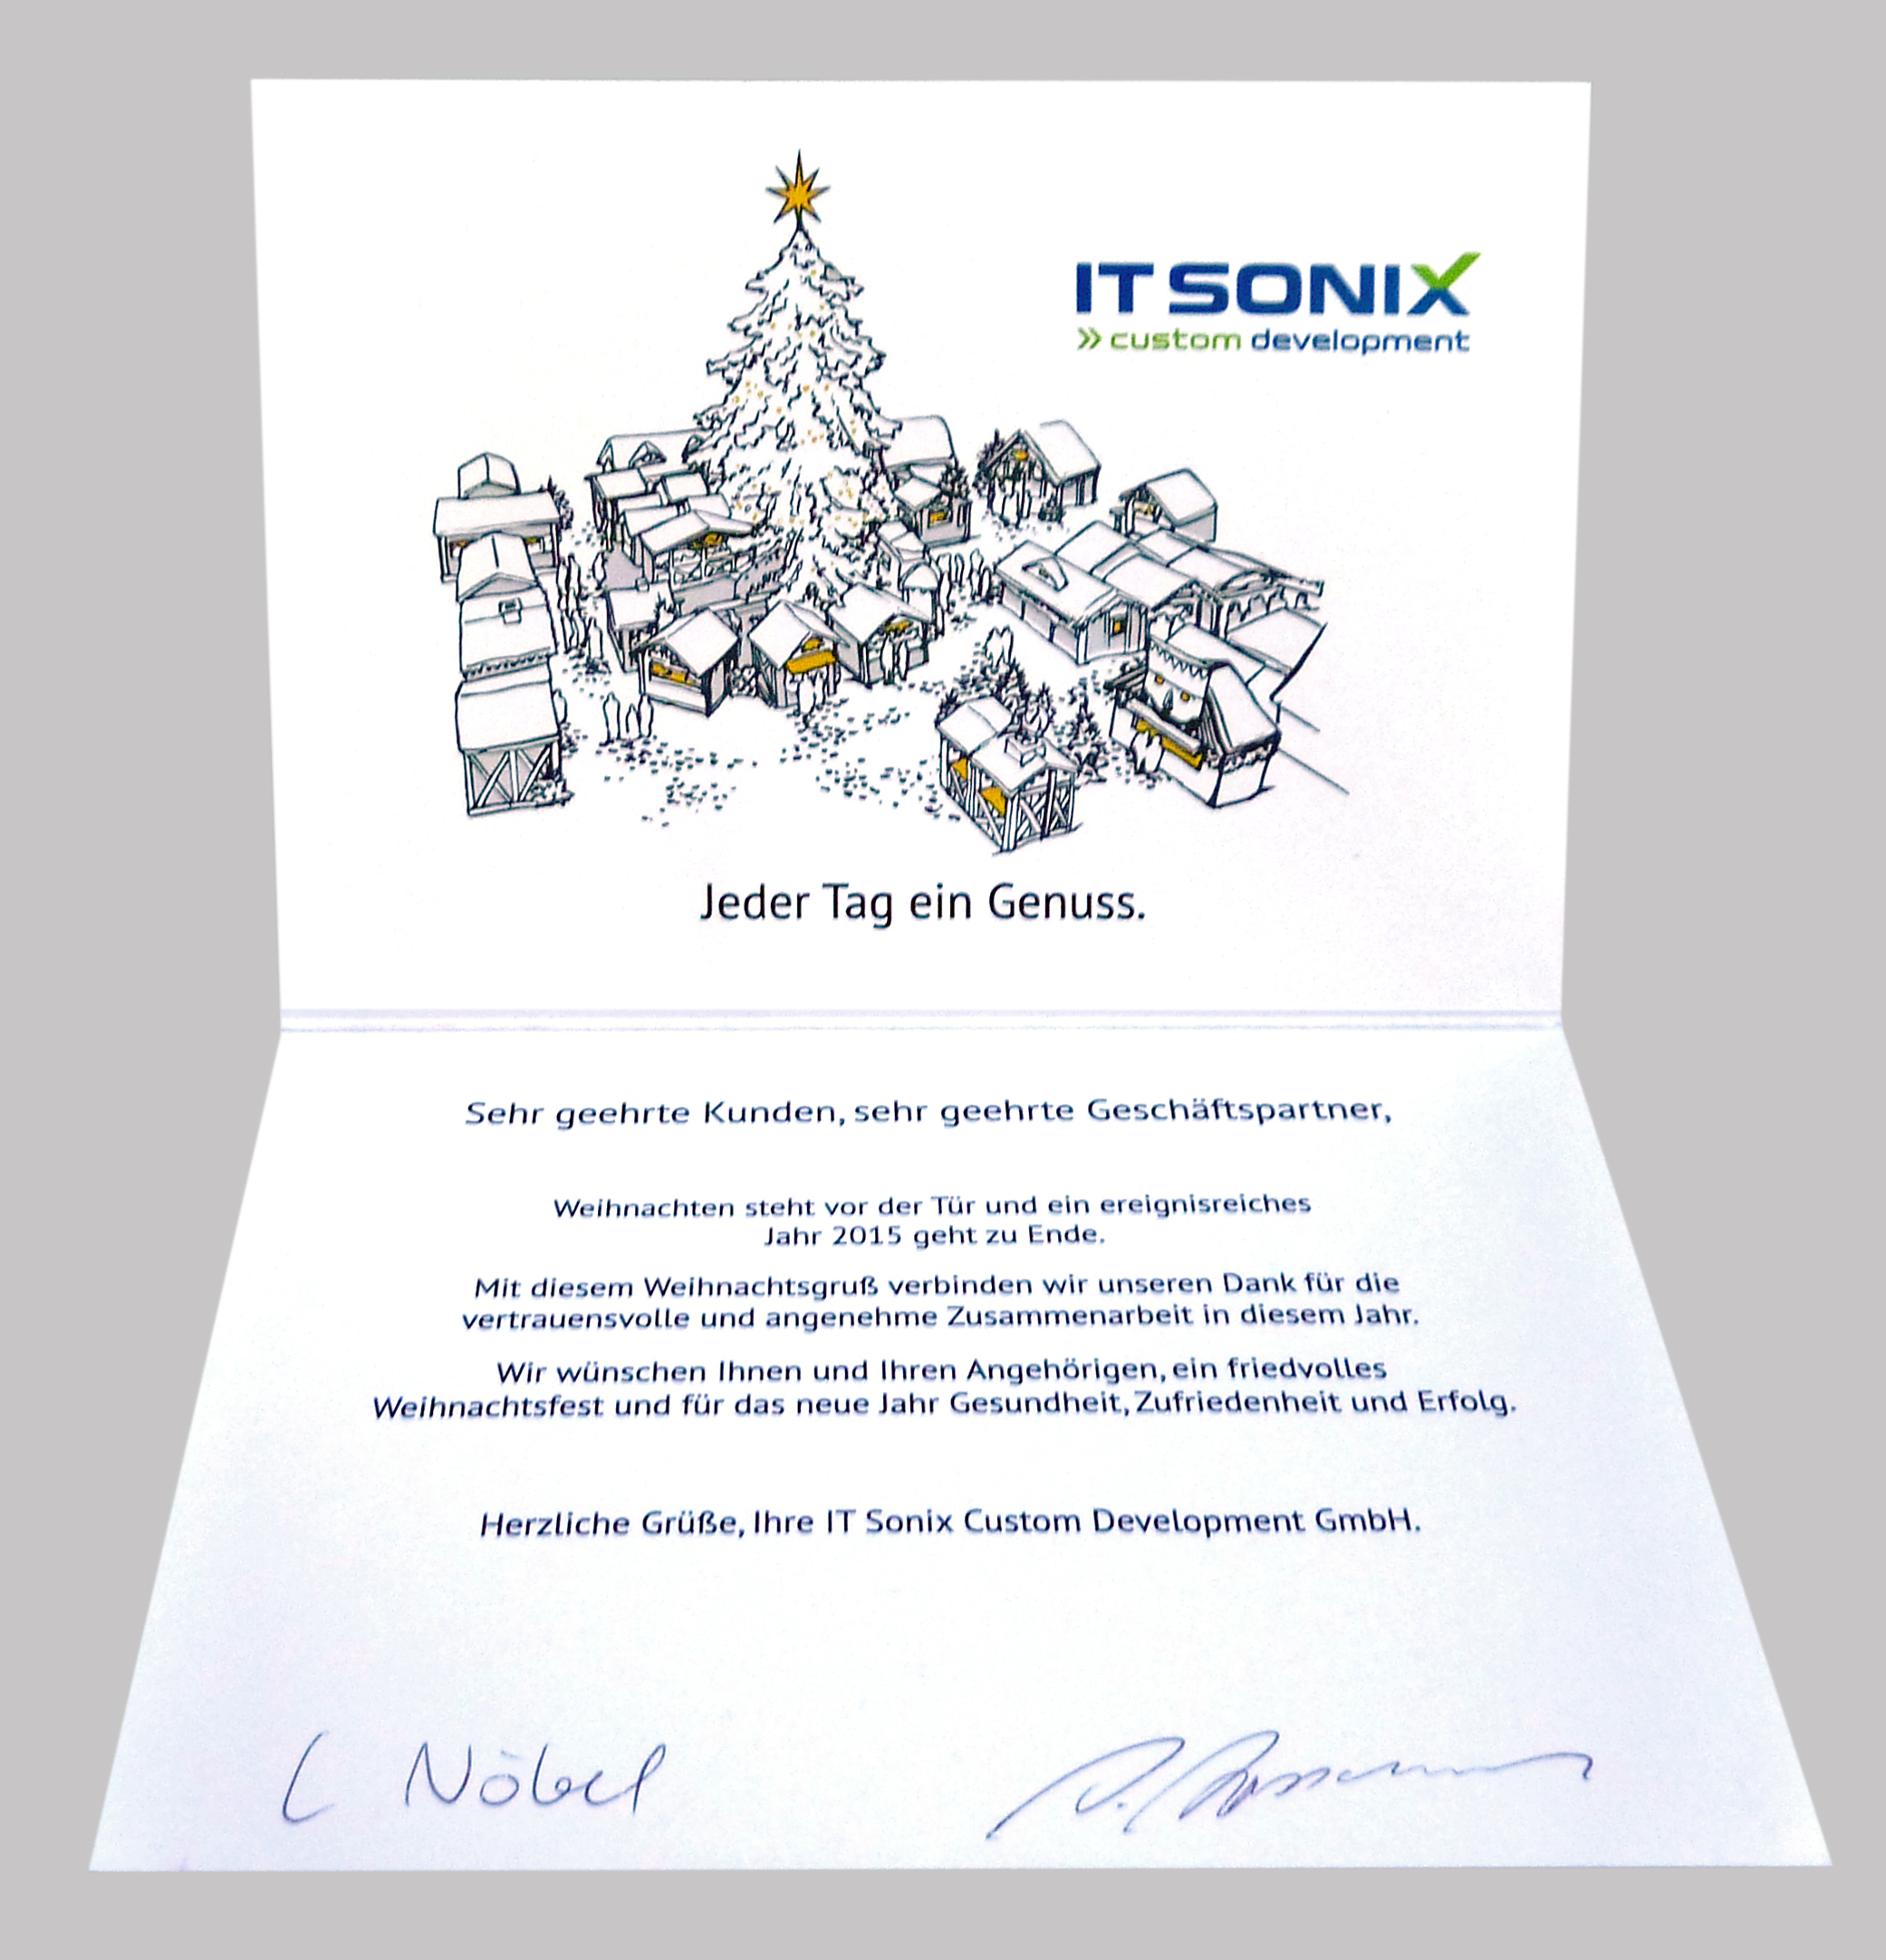 IT SONIX
» custom development
Jeder Tag ein Genuss.
Sehr geehrte Kunden, sehr geehrte Geschäftspartner,
Weihnachten steht vor der Tür und ein ereignisreiches
Jahr 2015 geht zu Ende.
Mit diesem Weihnachtsgruß verbinden wir unseren Dank für die
vertrauensvolle und angenehme Zusammenarbeit in diesem Jahr.
Wir wünschen Ihnen und Ihren Angehörigen, ein friedvolles
Weihnachtsfest und für das neue Jahr Gesundheit, Zufriedenheit und Erfolg.
Herzliche Grüße, Ihre IT Sonix Custom Development GmbH.
Nöbel